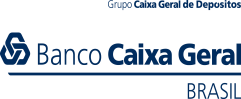 Grupo Caixa Geral de Depositos
Banco Caixa Geral
BRASIL